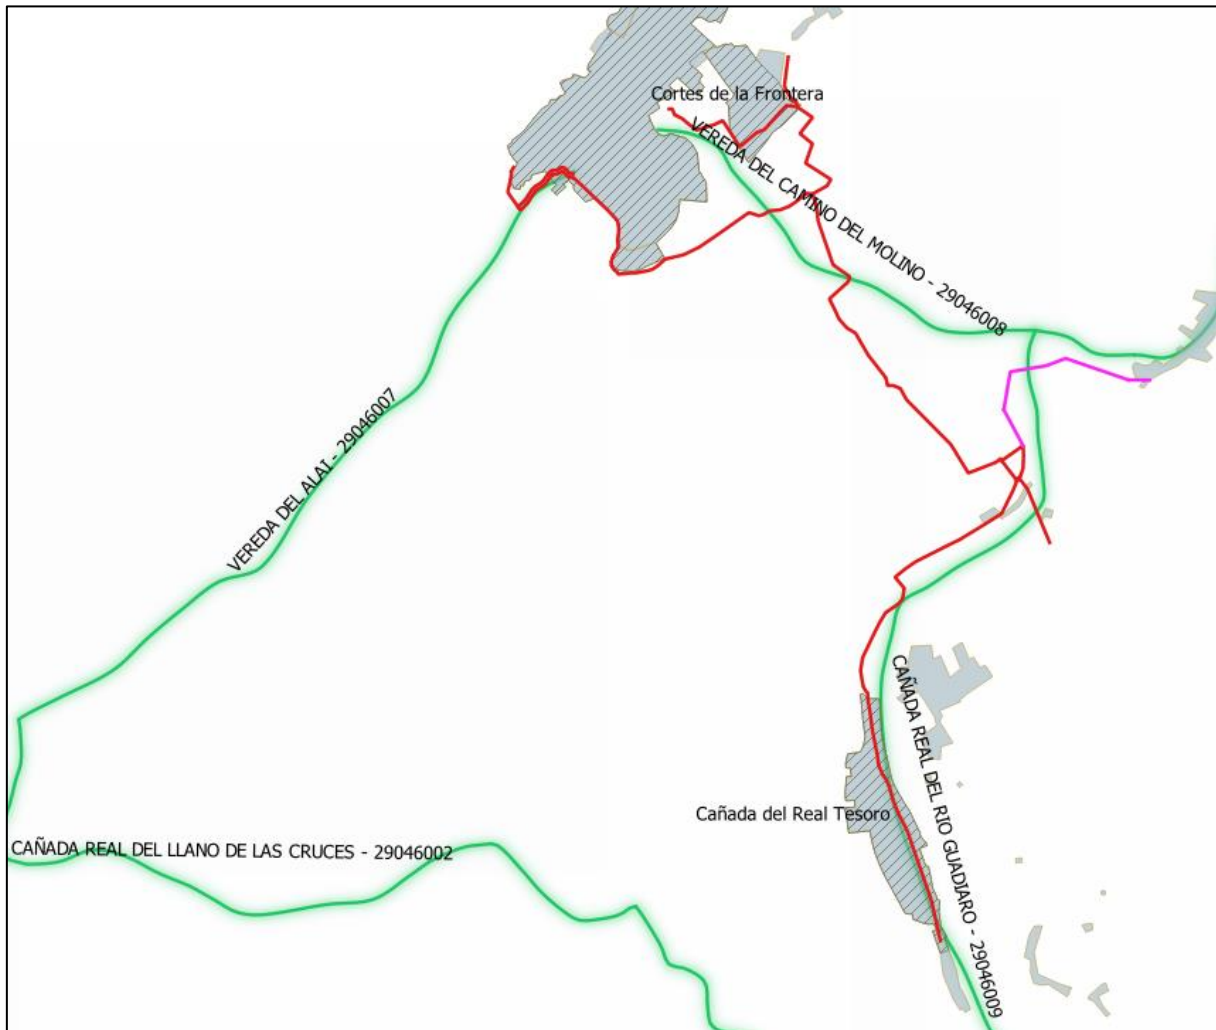 Cortes de la Frontera
VEREDA DEL CAMINO DEL MOLINO - 29046008
VEREDA DEL ALAI - 29046007
CAÑADA REAL DEL RIO GUADIARO - 29046009
Cañada del Real Tesoro
CAÑADA REAL DEL LLANO DE LAS CRUCES - 29046002